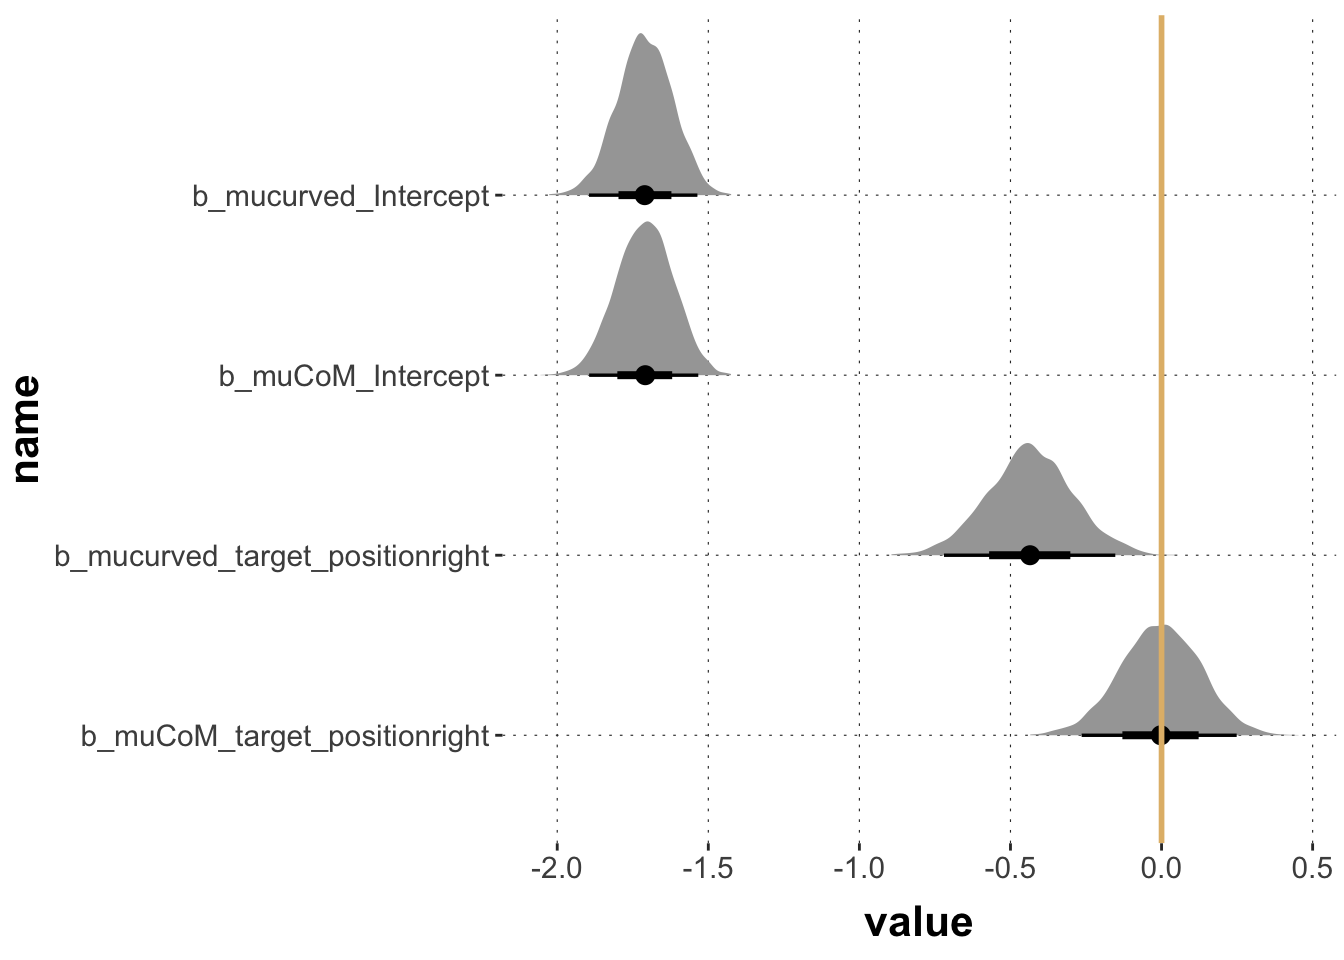 b_mucurved_Intercept
b_muCoM_Intercept
b_mucurved_target_positionright
b_muCoM_target_positionright
name
-2.0 -1.5 -1.0 -0.5 0.0 0.5
value